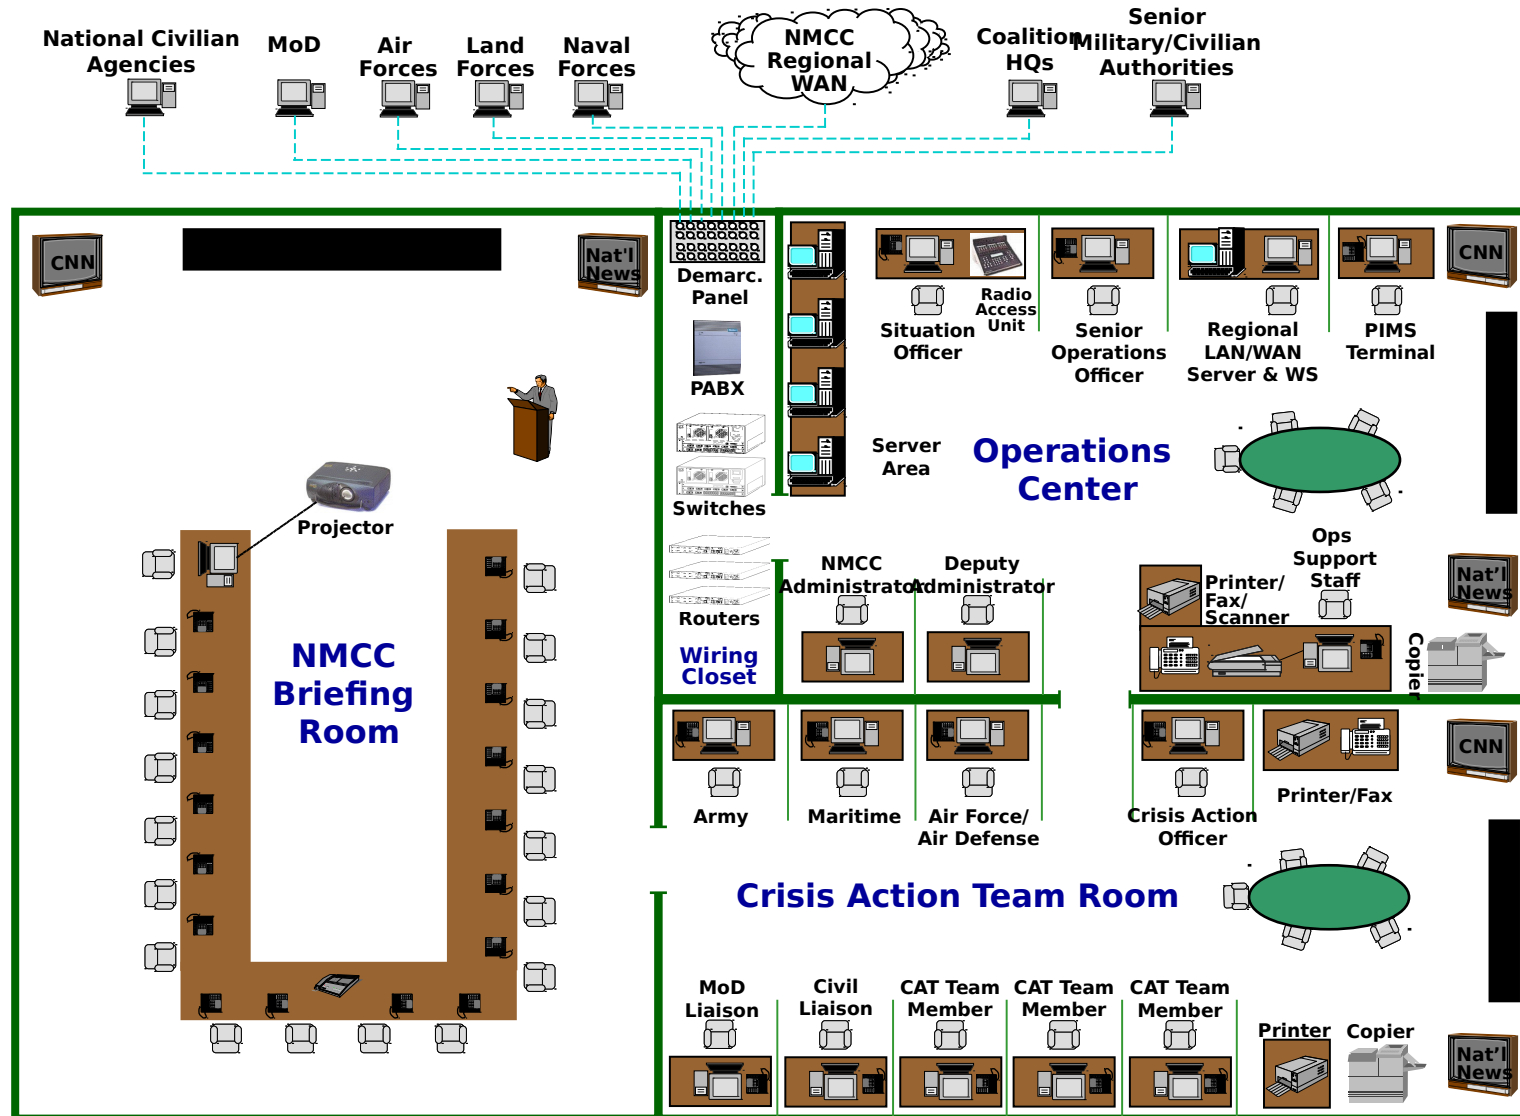 National Civilian
Agencies
MoD
Air
Forces
Land
Forces
Naval
Forces
NMCC
Regional
WAN
Coalition
HQs
Senior
Military/Civilian
Authorities
CNN
Nat'l
News
Demarc.
Panel
PABX
Switches
Routers
Wiring
Closet
Situation
Officer
Radio
Access
Unit
Senior
Operations
Officer
Regional
LAN/WAN
Server & WS
PIMS
Terminal
CNN
Server
Area
Operations
Center
Projector
NMCC
Briefing
Room
NMCC
Administrator
Deputy
Administrator
Printer/
Fax/
Scanner
Ops
Support
Staff
Nat’l
News
Copier
Army
Maritime
Air Force/
Air Defense
Crisis Action
Officer
Printer/Fax
CNN
Crisis Action Team Room
MoD
Liaison
Civil
Liaison
CAT Team
Member
CAT Team
Member
CAT Team
Member
Printer
Copier
Nat’l
News